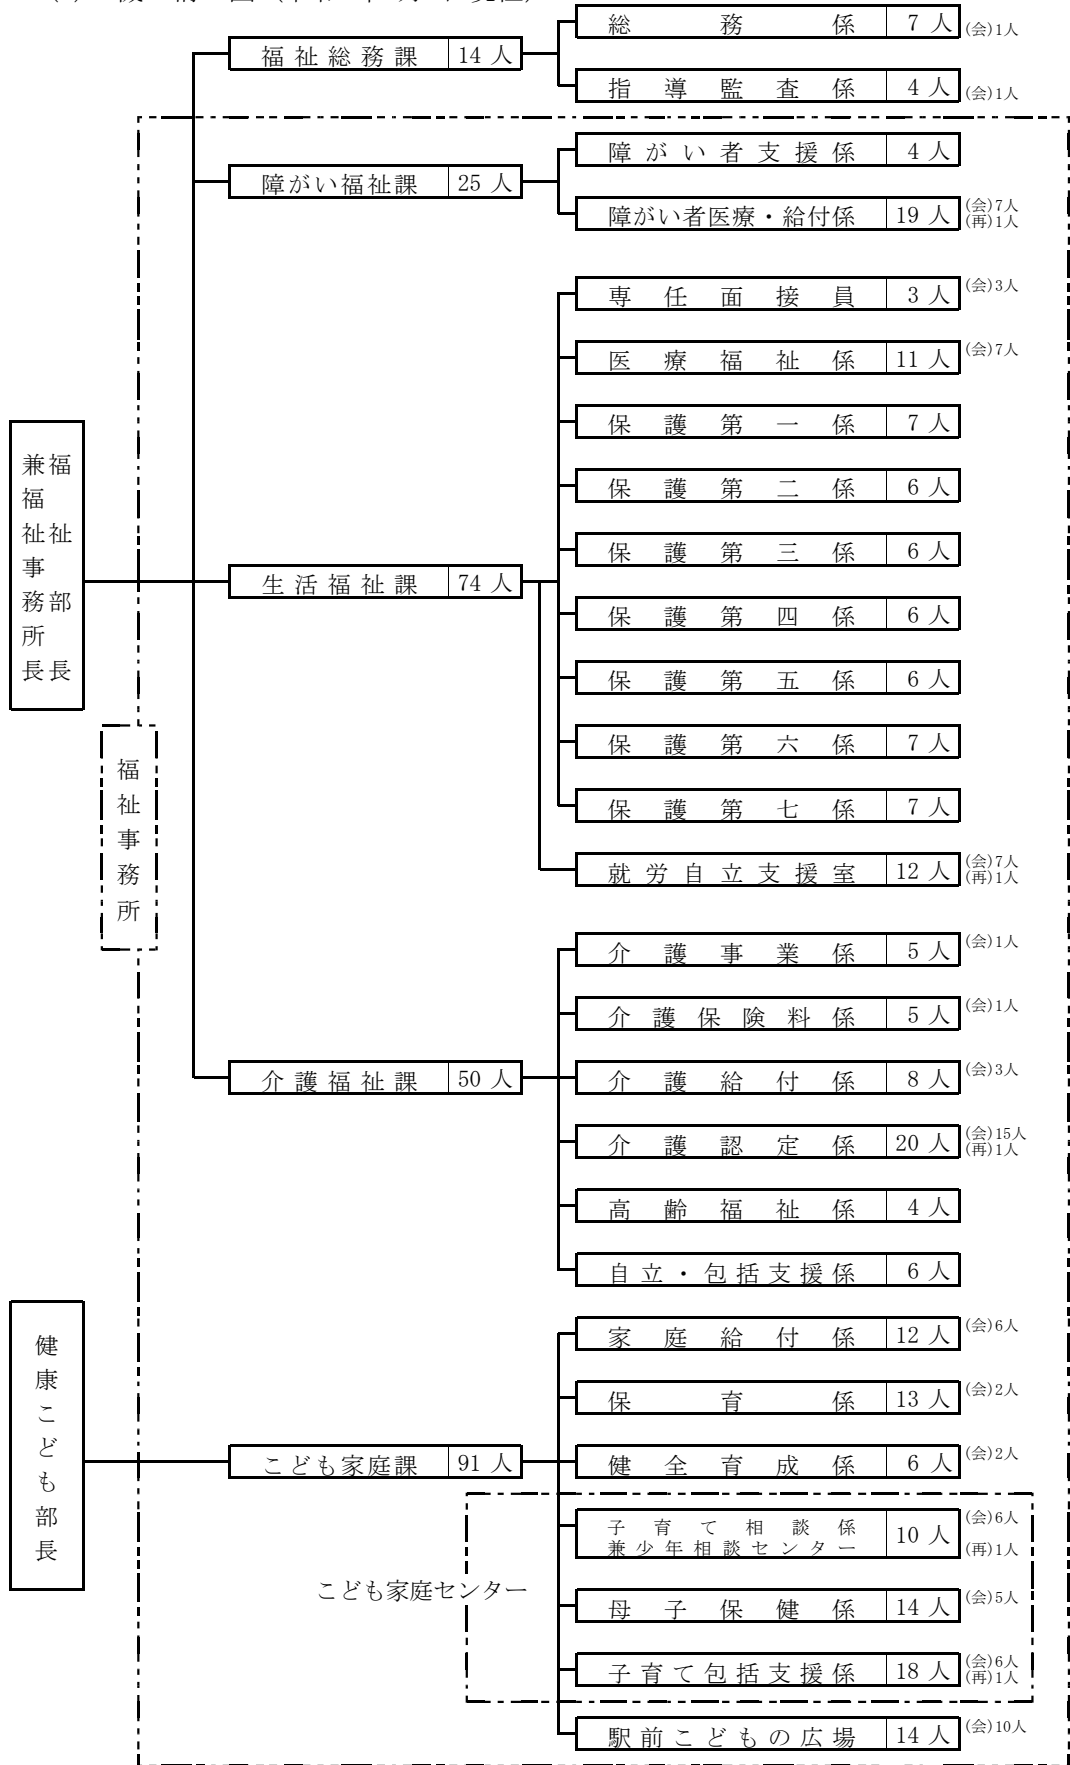 福祉総務課 14人
総務係 7人 (会)1人
指導監査係 4人 (会)1人
障がい福祉課 25人
障がい者支援係 4人
障がい者医療・給付係 19人 (会)7人 (再)1人
兼福祉事務所長
福祉部長
福祉事務所
生活福祉課 74人
専任面接員 3人 (会)3人
医療福祉係 11人 (会)7人
保護第一係 7人
保護第二係 6人
保護第三係 6人
保護第四係 6人
保護第五係 6人
保護第六係 7人
保護第七係 7人
就労自立支援室 12人 (会)7人 (再)1人
介護福祉課 50人
介護事業係 5人 (会)1人
介護保険料係 5人 (会)1人
介護給付係 8人 (会)3人
介護認定係 20人 (会)15人 (再)1人
高齢福祉係 4人
自立・包括支援係 6人
健康こども部長
こども家庭課 91人
家庭給付係 12人 (会)6人
保育係 13人 (会)2人
健全育成係 6人 (会)2人
こども家庭センター
子育て相談係
兼少年相談センター 10人 (会)6人 (再)1人
母子保健係 14人 (会)5人
子育て包括支援係 18人 (会)6人 (再)1人
駅前こどもの広場 14人 (会)10人